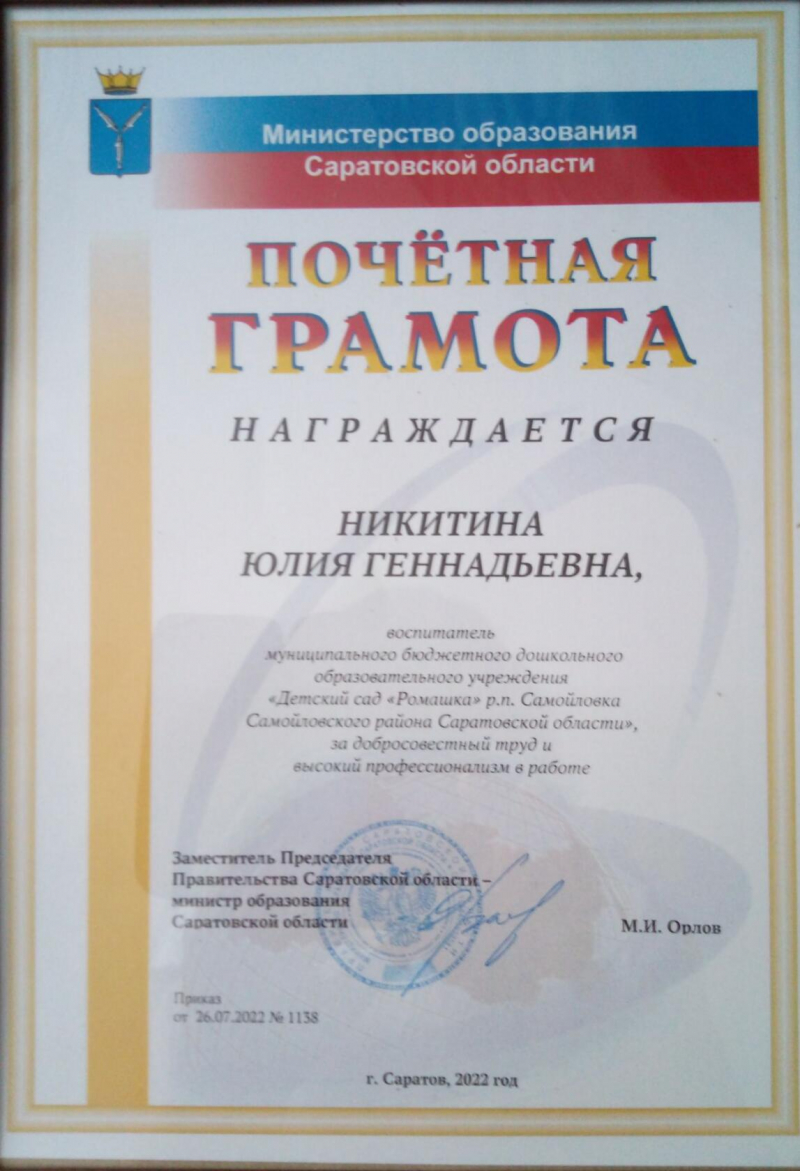 Министерство образования
Саратовской области
ПОЧЁТНАЯ
ГРАМОТА
НАГРАЖДАЕТСЯ
НИКИТИНА
ЮЛИЯ ГЕННАДЬЕВНА,
воспитатель
муниципального бюджетного дошкольного
образовательного учреждения
«Детский сад «Ромашка» р.п. Самойловка
Самойловского района Саратовской области»,
за добросовестный труд и
высокий профессионализм в работе
Заместитель Председателя
Правительства Саратовской области –
министр образования
Саратовской области
М.И. Орлов
Приказ
от 26.07.2022 № 1138
г. Саратов, 2022 год